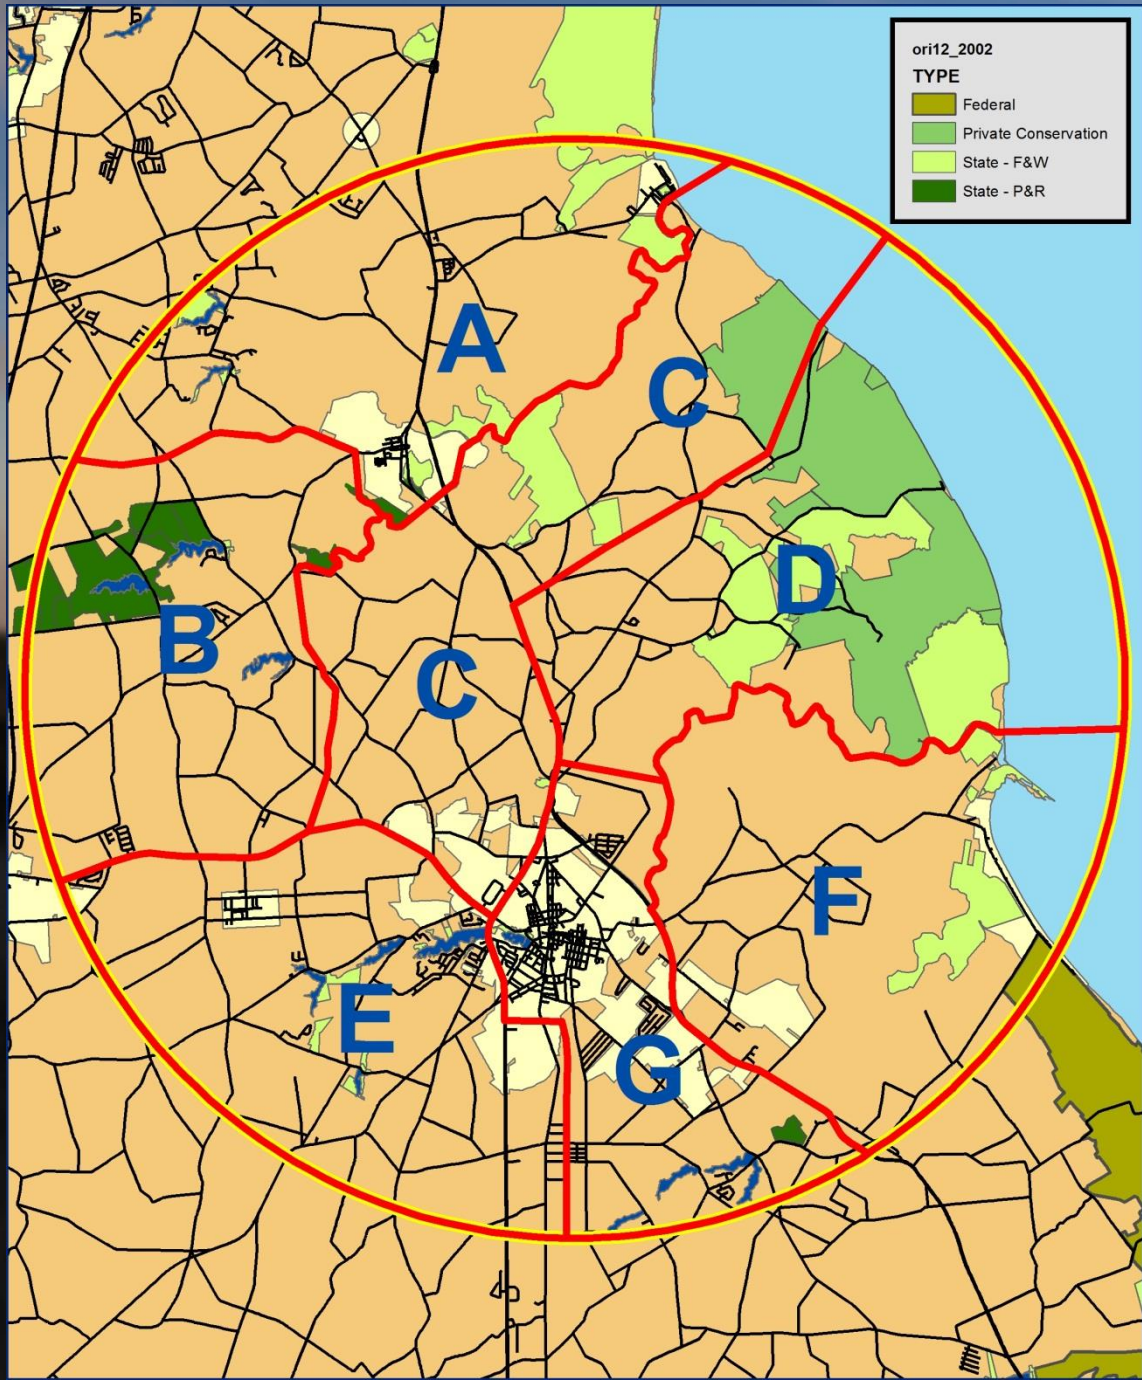 ori12_2002
TYPE
Federal
Private Conservation
State - F&W
State - P&R
A
C
D
B
C
F
E
G